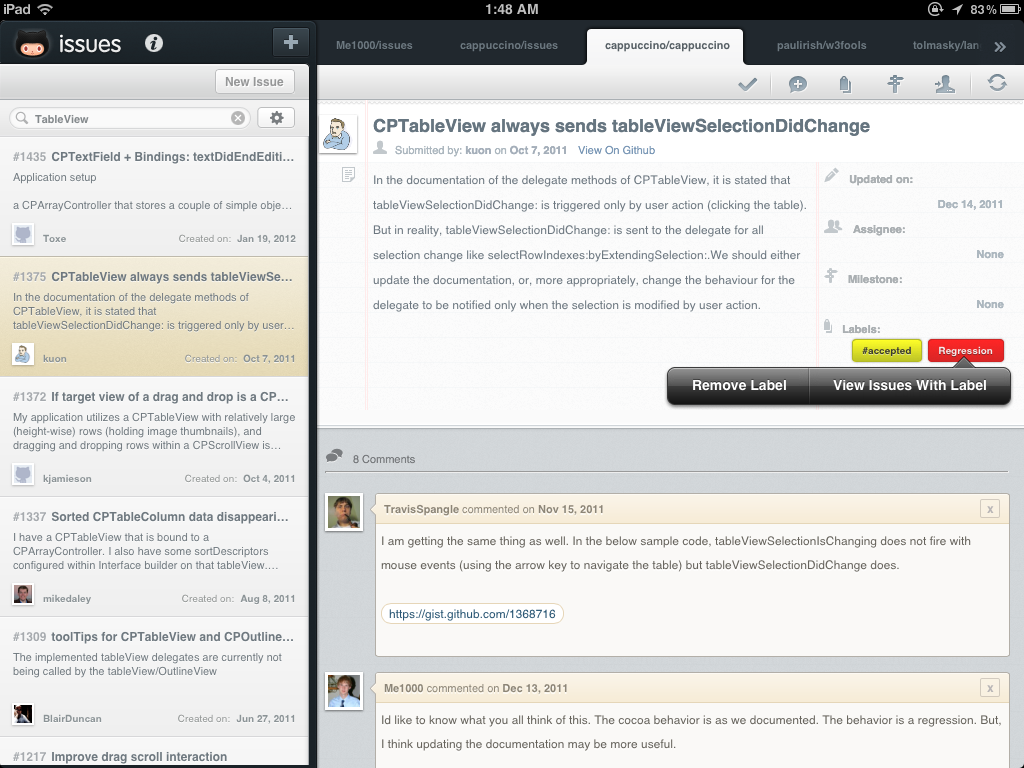 iPad
1:48 AM
83%
issues
New Issue
TableView
#1435 CPTextField + Bindings: textDidEndEditi...
Application setup
a CPArrayController that stores a couple of simple obje...
Toxe
Created on: Jan 19, 2012
#1375 CPTableView always sends tableViewSe...
In the documentation of the delegate methods of
CPTableView, it is stated that
tableViewSelectionDidChange: is triggered only by user...
kuon
Created on: Oct 7, 2011
#1372 If target view of a drag and drop is a CP...
My application utilizes a CPTableView with relatively large
(height-wise) rows (holding image thumbnails), and
dragging and dropping rows within a CPScrollView is...
kjamieson
Created on: Oct 4, 2011
#1337 Sorted CPTableColumn data disappeari...
I have a CPTableView that is bound to a
CPArrayController. I also have some sortDescriptors
configured within Interface builder on that tableView....
mikedaley
Created on: Aug 8, 2011
#1309 toolTips for CPTableView and CPOutline...
The implemented tableView delegates are currently not
being called by the tableView/OutlineView
BlairDuncan
Created on: Jun 27, 2011
#1217 Improve drag scroll interaction
Me1000/issues
cappuccino/issues
cappuccino/cappuccino
paulirish/w3fools
tolmasky/lan
»
CPTableView always sends tableViewSelectionDidChange
Submitted by: kuon on Oct 7, 2011 View On Github
In the documentation of the delegate methods of CPTableView, it is stated that
tableViewSelectionDidChange: is triggered only by user action (clicking the table).
But in reality, tableViewSelectionDidChange: is sent to the delegate for all
selection change like selectRowIndexes:byExtendingSelection:.We should either
update the documentation, or, more appropriately, change the behaviour for the
delegate to be notified only when the selection is modified by user action.
Updated on:
Dec 14, 2011
Assignee:
None
Milestone:
None
Labels:
#accepted
Regression
Remove Label
View Issues With Label
8 Comments
TravisSpangle commented on Nov 15, 2011
x
I am getting the same thing as well. In the below sample code, tableViewSelectionIsChanging does not fire with
mouse events (using the arrow key to navigate the table) but tableViewSelectionDidChange does.
https://gist.github.com/1368716
Me1000 commented on Dec 13, 2011
x
Id like to know what you all think of this. The cocoa behavior is as we documented. The behavior is a regression. But,
I think updating the documentation may be more useful.